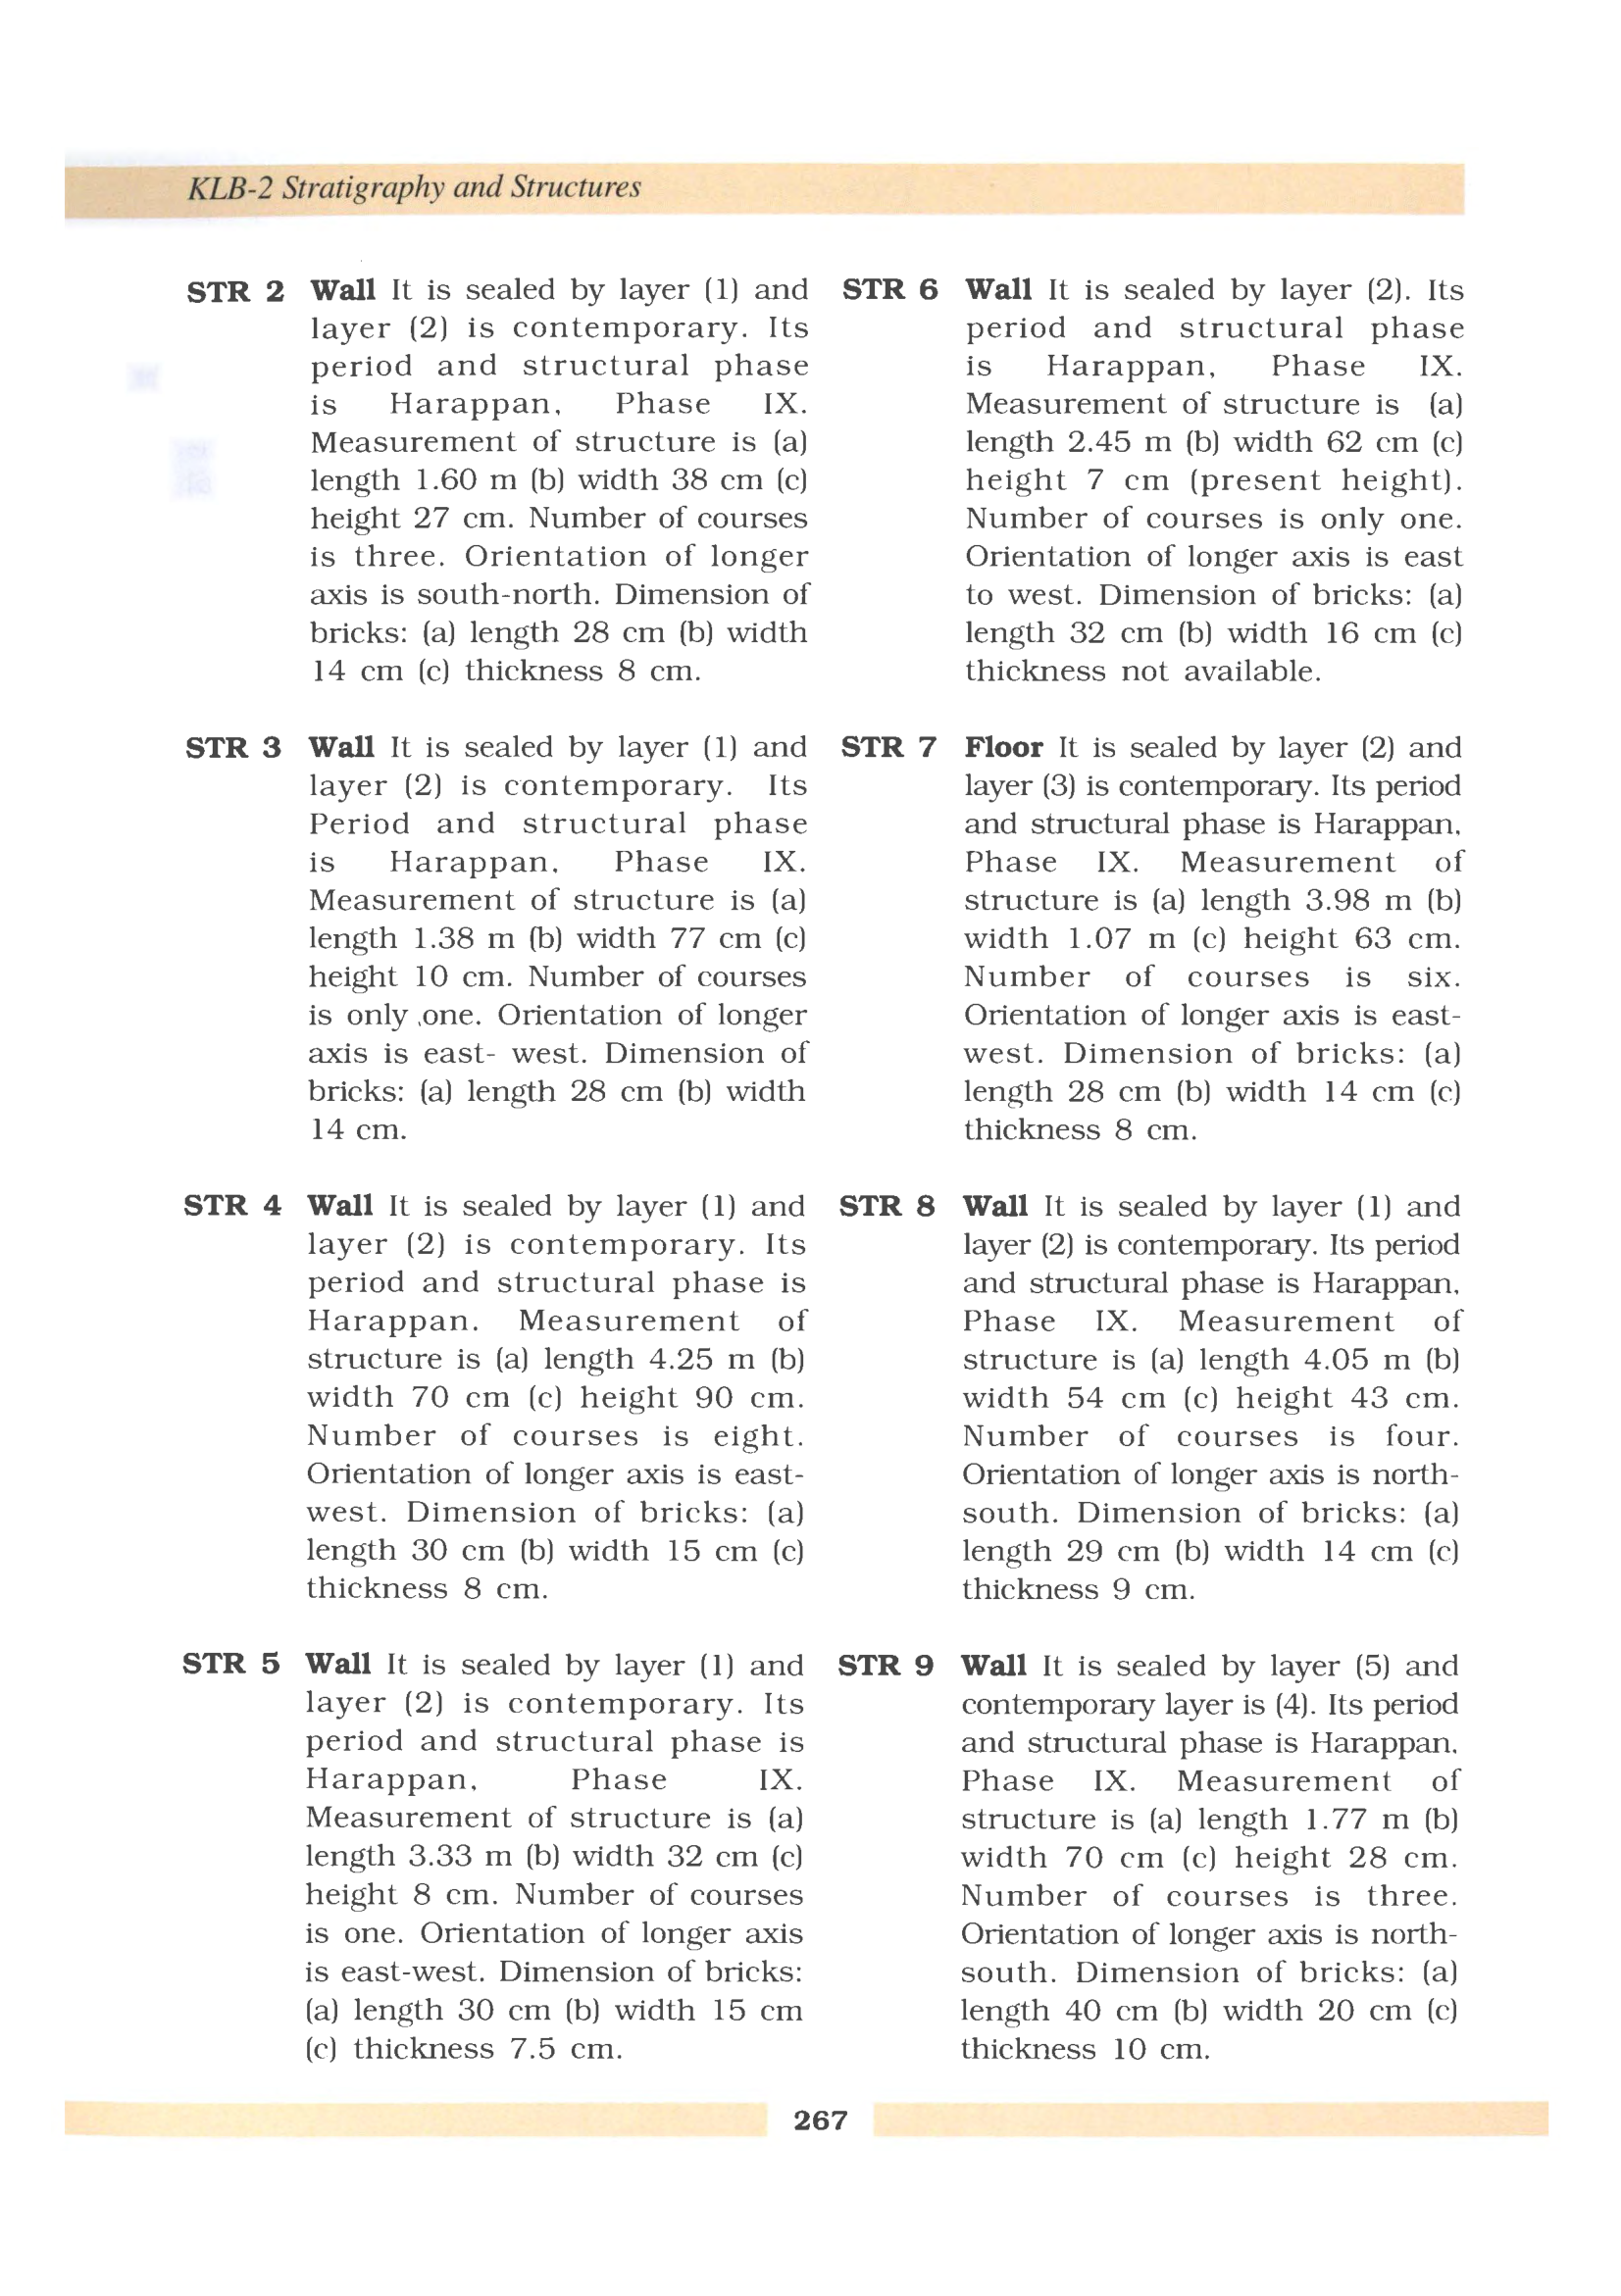 KLB-2 Stratigraphy and Structures
STR 2 Wall It is sealed by layer (1) and
layer (2) is contemporary. Its
period and structural phase
is Harappan, Phase IX.
Measurement of structure is (a)
length 1.60 m (b) width 38 cm (c)
height 27 cm. Number of courses
is three. Orientation of longer
axis is south-north. Dimension of
bricks: (a) length 28 cm (b) width
14 cm (c) thickness 8 cm.
STR 3 Wall It is sealed by layer (1) and
layer (2) is contemporary. Its
Period and structural phase
is Harappan, Phase IX.
Measurement of structure is (a)
length 1.38 m (b) width 77 cm (c)
height 10 cm. Number of courses
is only one. Orientation of longer
axis is east- west. Dimension of
bricks: (a) length 28 cm (b) width
14 cm.
STR 4 Wall It is sealed by layer (1) and
layer (2) is contemporary. Its
period and structural phase is
Harappan. Measurement of
structure is (a) length 4.25 m (b)
width 70 cm (c) height 90 cm.
Number of courses is eight.
Orientation of longer axis is east-
west. Dimension of bricks: (a)
length 30 cm (b) width 15 cm (c)
thickness 8 cm.
STR 5 Wall It is sealed by layer (1) and
layer (2) is contemporary. Its
period and structural phase is
Harappan, Phase IX.
Measurement of structure is (a)
length 3.33 m (b) width 32 cm (c)
height 8 cm. Number of courses
is one. Orientation of longer axis
is east-west. Dimension of bricks:
(a) length 30 cm (b) width 15 cm
(c) thickness 7.5 cm.
STR 6 Wall It is sealed by layer (2). Its
period and structural phase
is Harappan, Phase IX.
Measurement of structure is (a)
length 2.45 m (b) width 62 cm (c)
height 7 cm (present height).
Number of courses is only one.
Orientation of longer axis is east
to west. Dimension of bricks: (a)
length 32 cm (b) width 16 cm (c)
thickness not available.
STR 7 Floor It is sealed by layer (2) and
layer (3) is contemporary. Its period
and structural phase is Harappan,
Phase IX. Measurement of
structure is (a) length 3.98 m (b)
width 1.07 m (c) height 63 cm.
Number of courses is six.
Orientation of longer axis is east-
west. Dimension of bricks: (a)
length 28 cm (b) width 14 cm (c)
thickness 8 cm.
STR 8 Wall It is sealed by layer (1) and
layer (2) is contemporary. Its period
and structural phase is Harappan,
Phase IX. Measurement of
structure is (a) length 4.05 m (b)
width 54 cm (c) height 43 cm.
Number of courses is four.
Orientation of longer axis is north-
south. Dimension of bricks: (a)
length 29 cm (b) width 14 cm (c)
thickness 9 cm.
STR 9 Wall It is sealed by layer (5) and
contemporary layer is (4). Its period
and structural phase is Harappan,
Phase IX. Measurement of
structure is (a) length 1.77 m (b)
width 70 cm (c) height 28 cm.
Number of courses is three.
Orientation of longer axis is north-
south. Dimension of bricks: (a)
length 40 cm (b) width 20 cm (c)
thickness 10 cm.
267